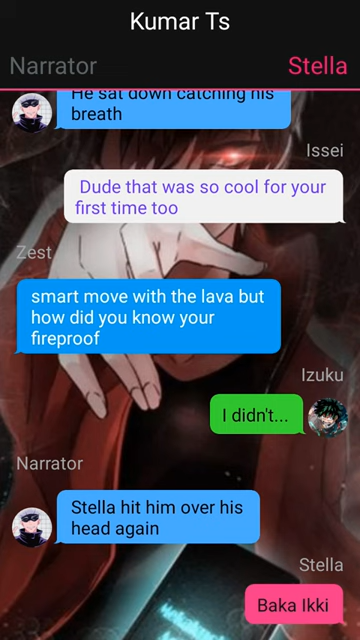 Kumar Ts
Narrator
Stella
He sat down catching his
breath
Issei
Dude that was so cool for your
first time too
Zest
smart move with the lava but
how did you know your
fireproof
Izuku
I didn't...
Narrator
Stella hit him over his
head again
Stella
Baka Ikki